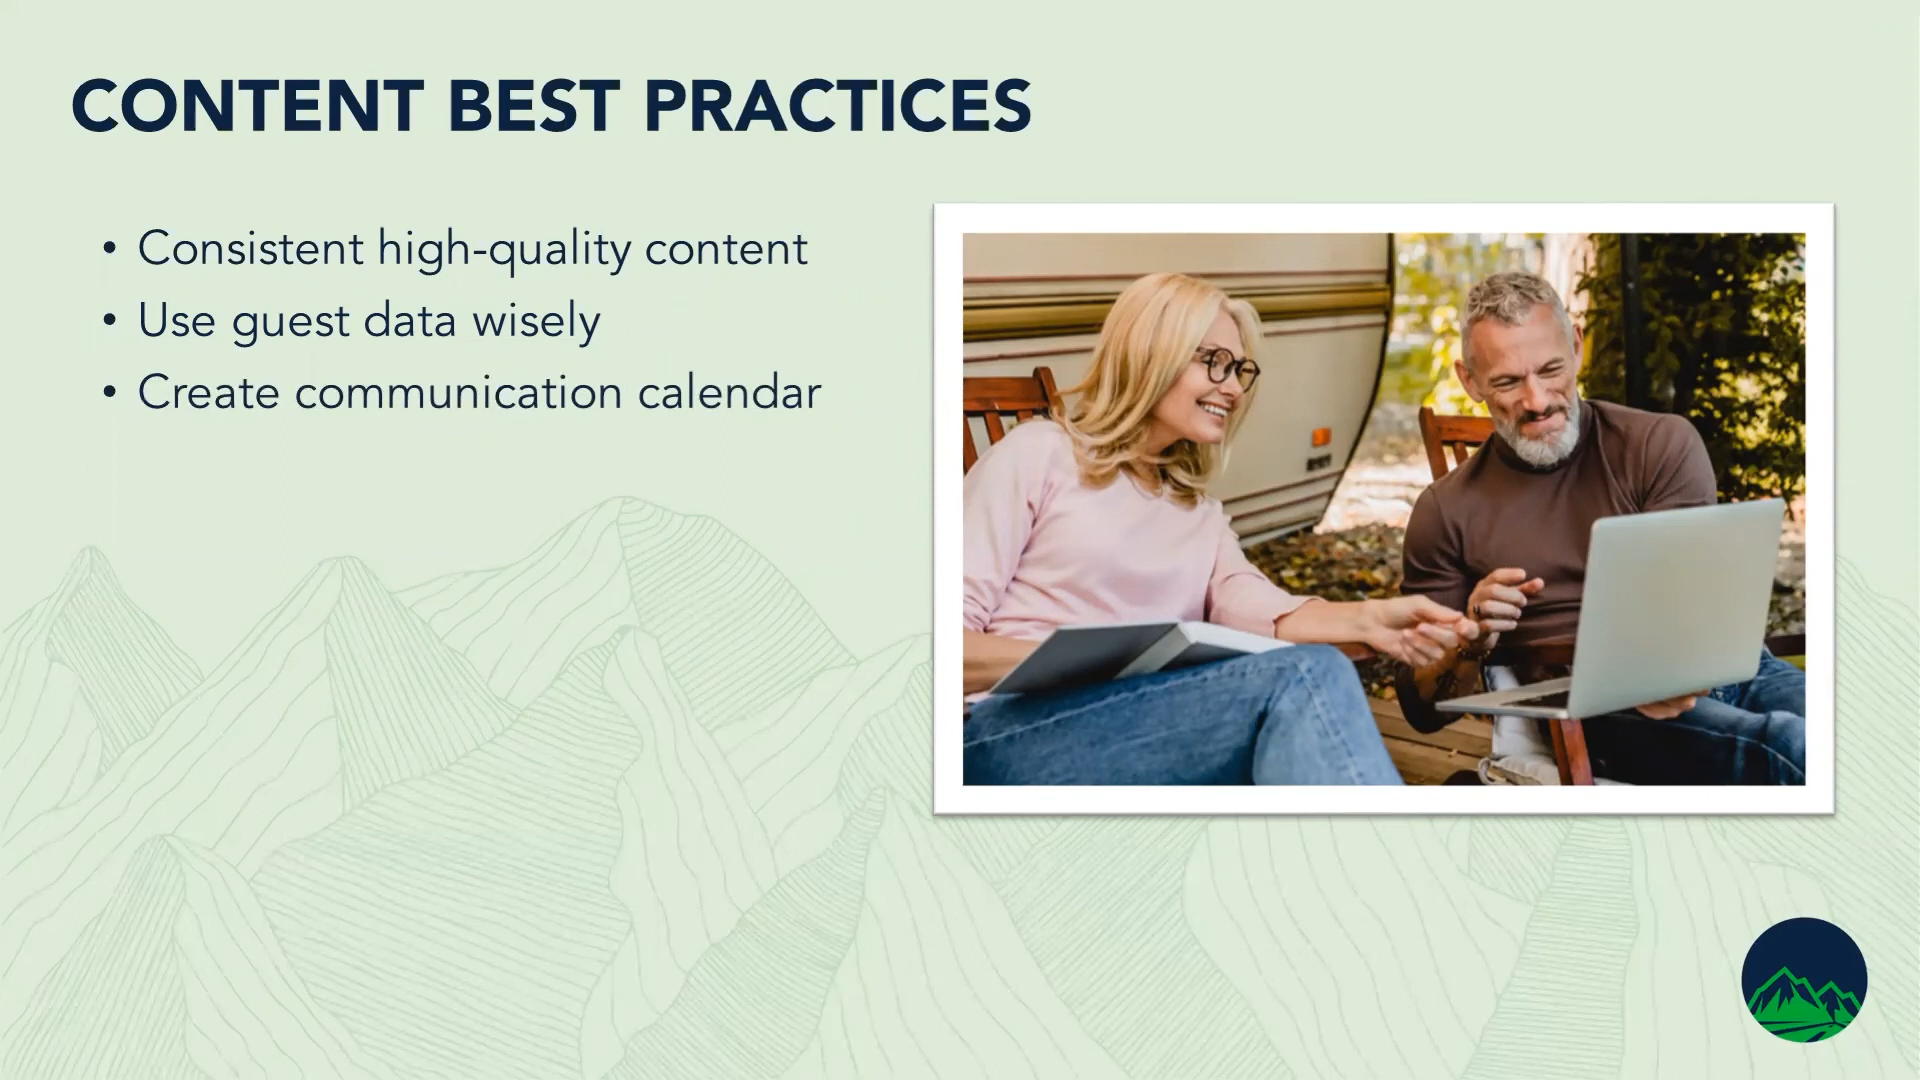 CONTENT BEST PRACTICES
• Consistent high-quality content
• Use guest data wisely
• Create communication calendar